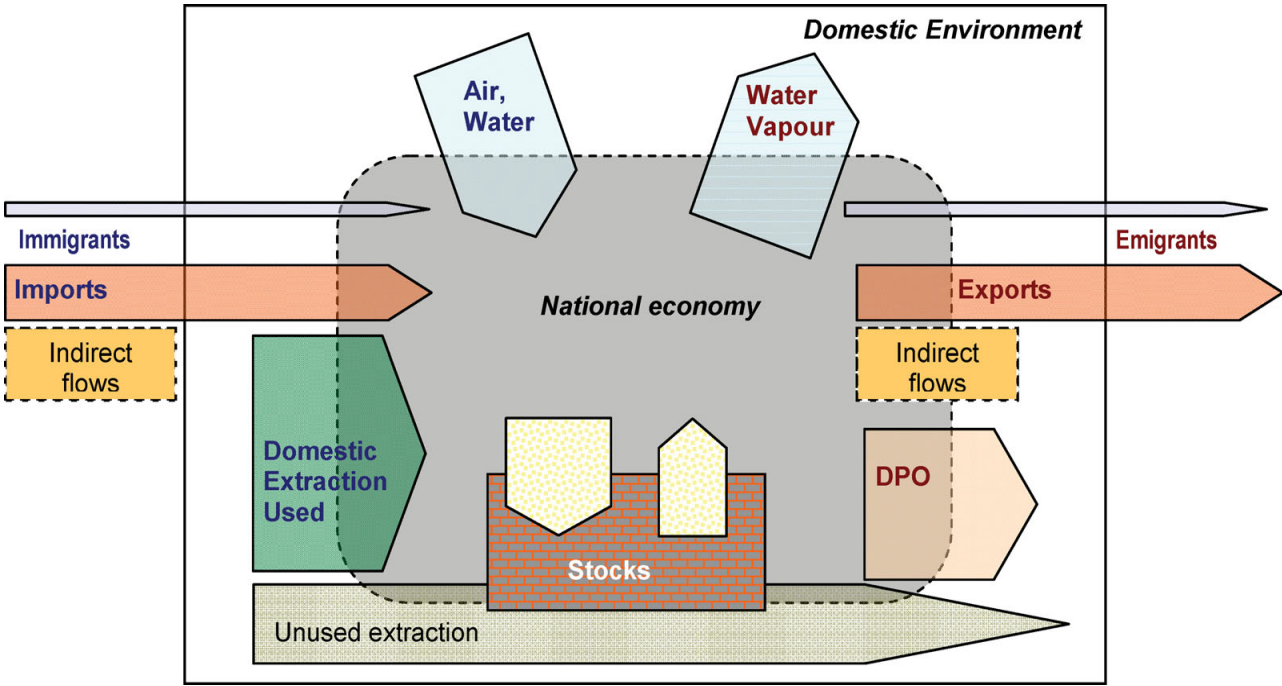 Domestic Environment
Air,
Water
Water
Vapour
Immigrants
Emigrants
Imports
National economy
Exports
Indirect
flows
Indirect
flows
Domestic
Extraction
Used
DPO
Stocks
Unused extraction